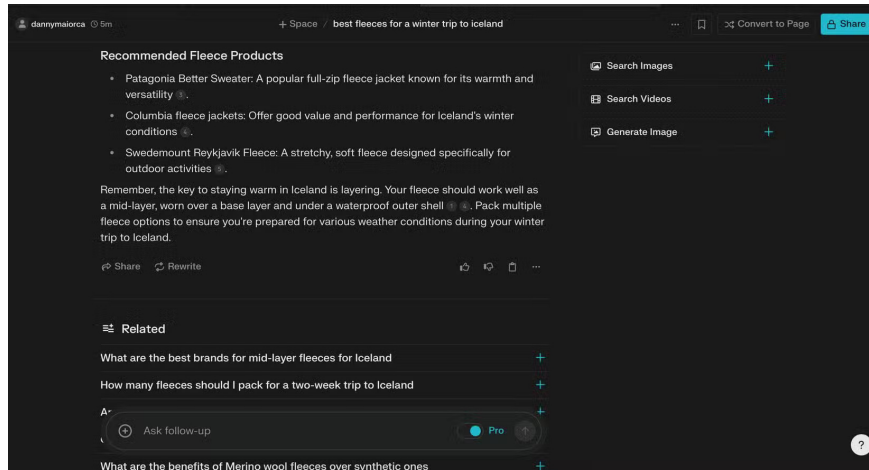 dannymaiorca 5m
+ Space / best fleeces for a winter trip to iceland
Convert to Page
Share
Recommended Fleece Products
• Patagonia Better Sweater: A popular full-zip fleece jacket known for its warmth and
versatility 3.
• Columbia fleece jackets: Offer good value and performance for Iceland's winter
conditions 4.
• Swedemount Reykjavik Fleece: A stretchy, soft fleece designed specifically for
outdoor activities 5.
Remember, the key to staying warm in Iceland is layering. Your fleece should work well as
a mid-layer, worn over a base layer and under a waterproof outer shell. Pack multiple
fleece options to ensure you're prepared for various weather conditions during your winter
trip to Iceland.
Share Rewrite
Search Images
Search Videos
Generate Image
Related
What are the best brands for mid-layer fleeces for Iceland
How many fleeces should I pack for a two-week trip to Iceland
Ask follow-up
Pro
What are the benefits of Merino wool fleeces over synthetic ones
?